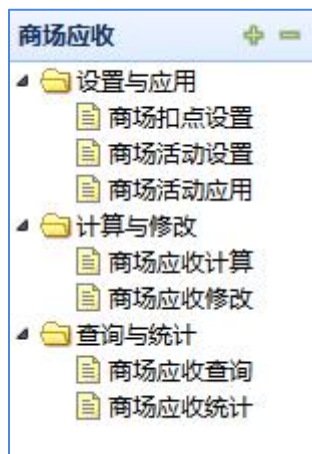 商场应收
设置与应用
商场扣点设置
商场活动设置
商场活动应用
计算与修改
商场应收计算
商场应收修改
查询与统计
商场应收查询
商场应收统计